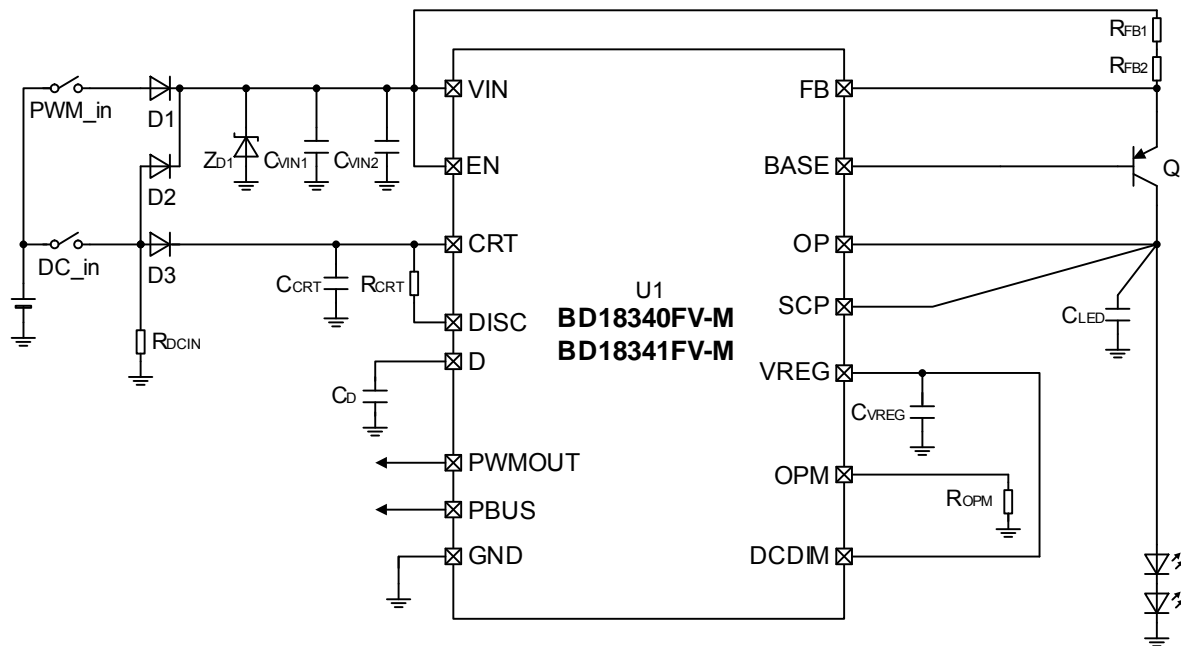 RFB1
RFB2
VIN
FB
PWM_in
D1
ZD1
CVIN1
CVIN2
D2
EN
BASE
Q
CRT
OP
DC_in
D3
CCRT
RCRT
U1
BD18340FV-M
BD18341FV-M
SCP
CLED
RDCIN
DISC
D
VREG
CD
CVREG
PWMOUT
OPM
ROPM
PBUS
GND
DCDIM